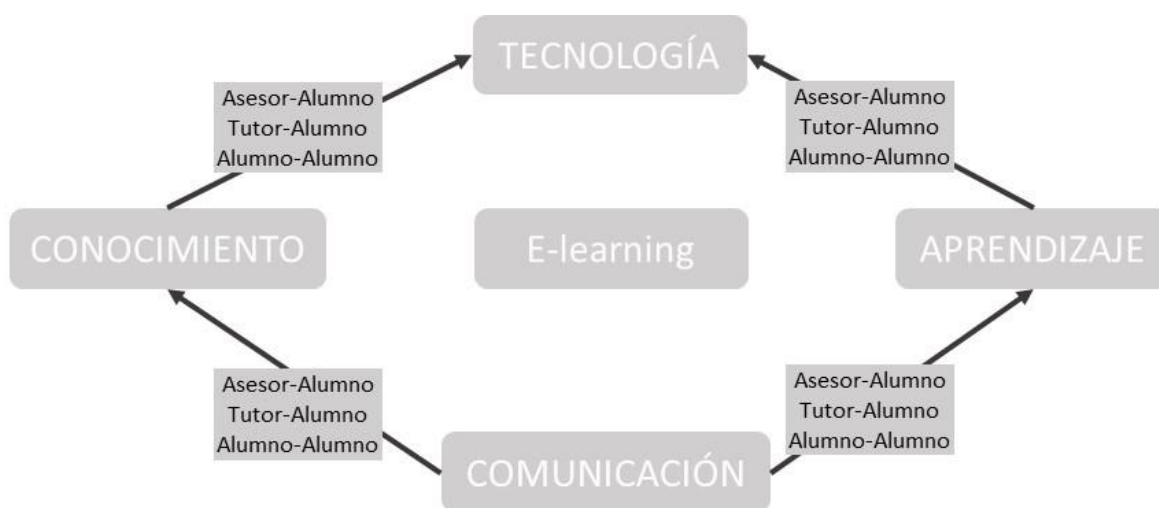 TECNOLOGÍA
Asesor-Alumno
Tutor-Alumno
Alumno-Alumno
Asesor-Alumno
Tutor-Alumno
Alumno-Alumno
CONOCIMIENTO
E-learning
APRENDIZAJE
Asesor-Alumno
Tutor-Alumno
Alumno-Alumno
Asesor-Alumno
Tutor-Alumno
Alumno-Alumno
COMUNICACIÓN